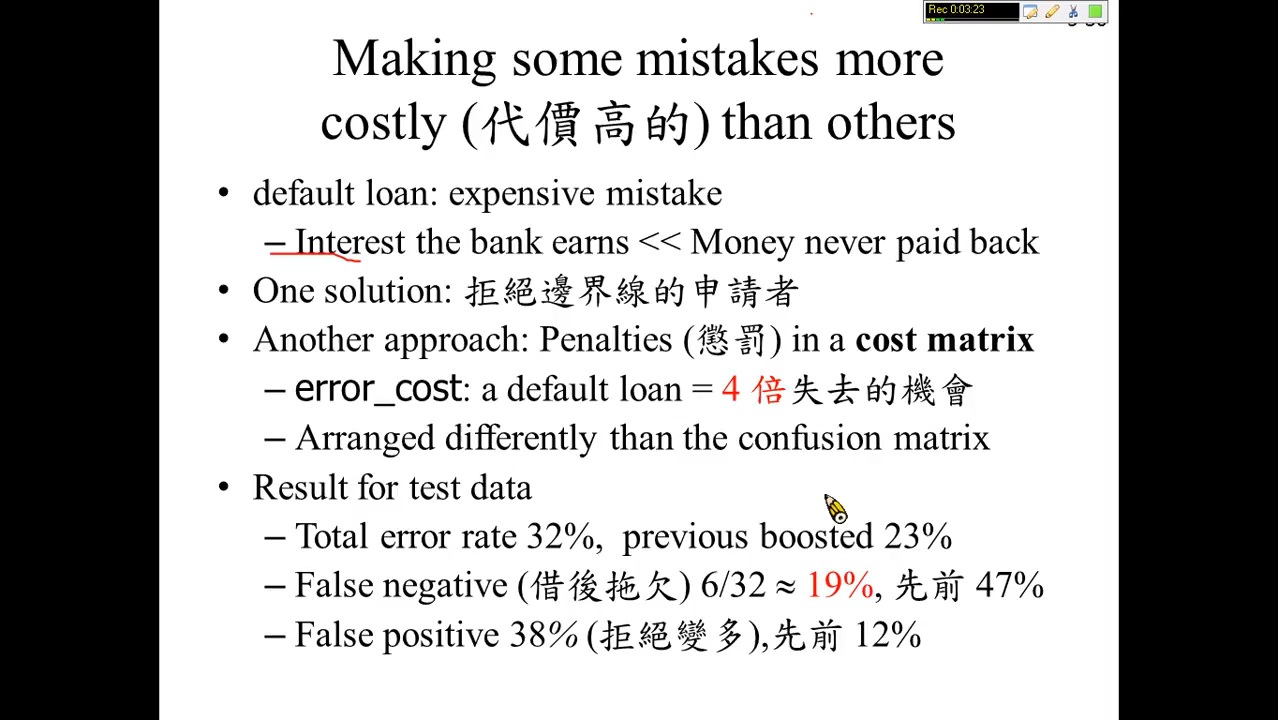 Rec 0:03:23
Making some mistakes more
costly (代價高的) than others
• default loan: expensive mistake
– Interest the bank earns << Money never paid back
• One solution: 拒絕邊界線的申請者
• Another approach: Penalties (懲罰) in a cost matrix
– error_cost: a default loan = 4 倍失去的機會
– Arranged differently than the confusion matrix
• Result for test data
– Total error rate 32%, previous boosted 23%
– False negative (借後拖欠) 6/32 ≈ 19%, 先前 47%
– False positive 38% (拒絕變多),先前 12%